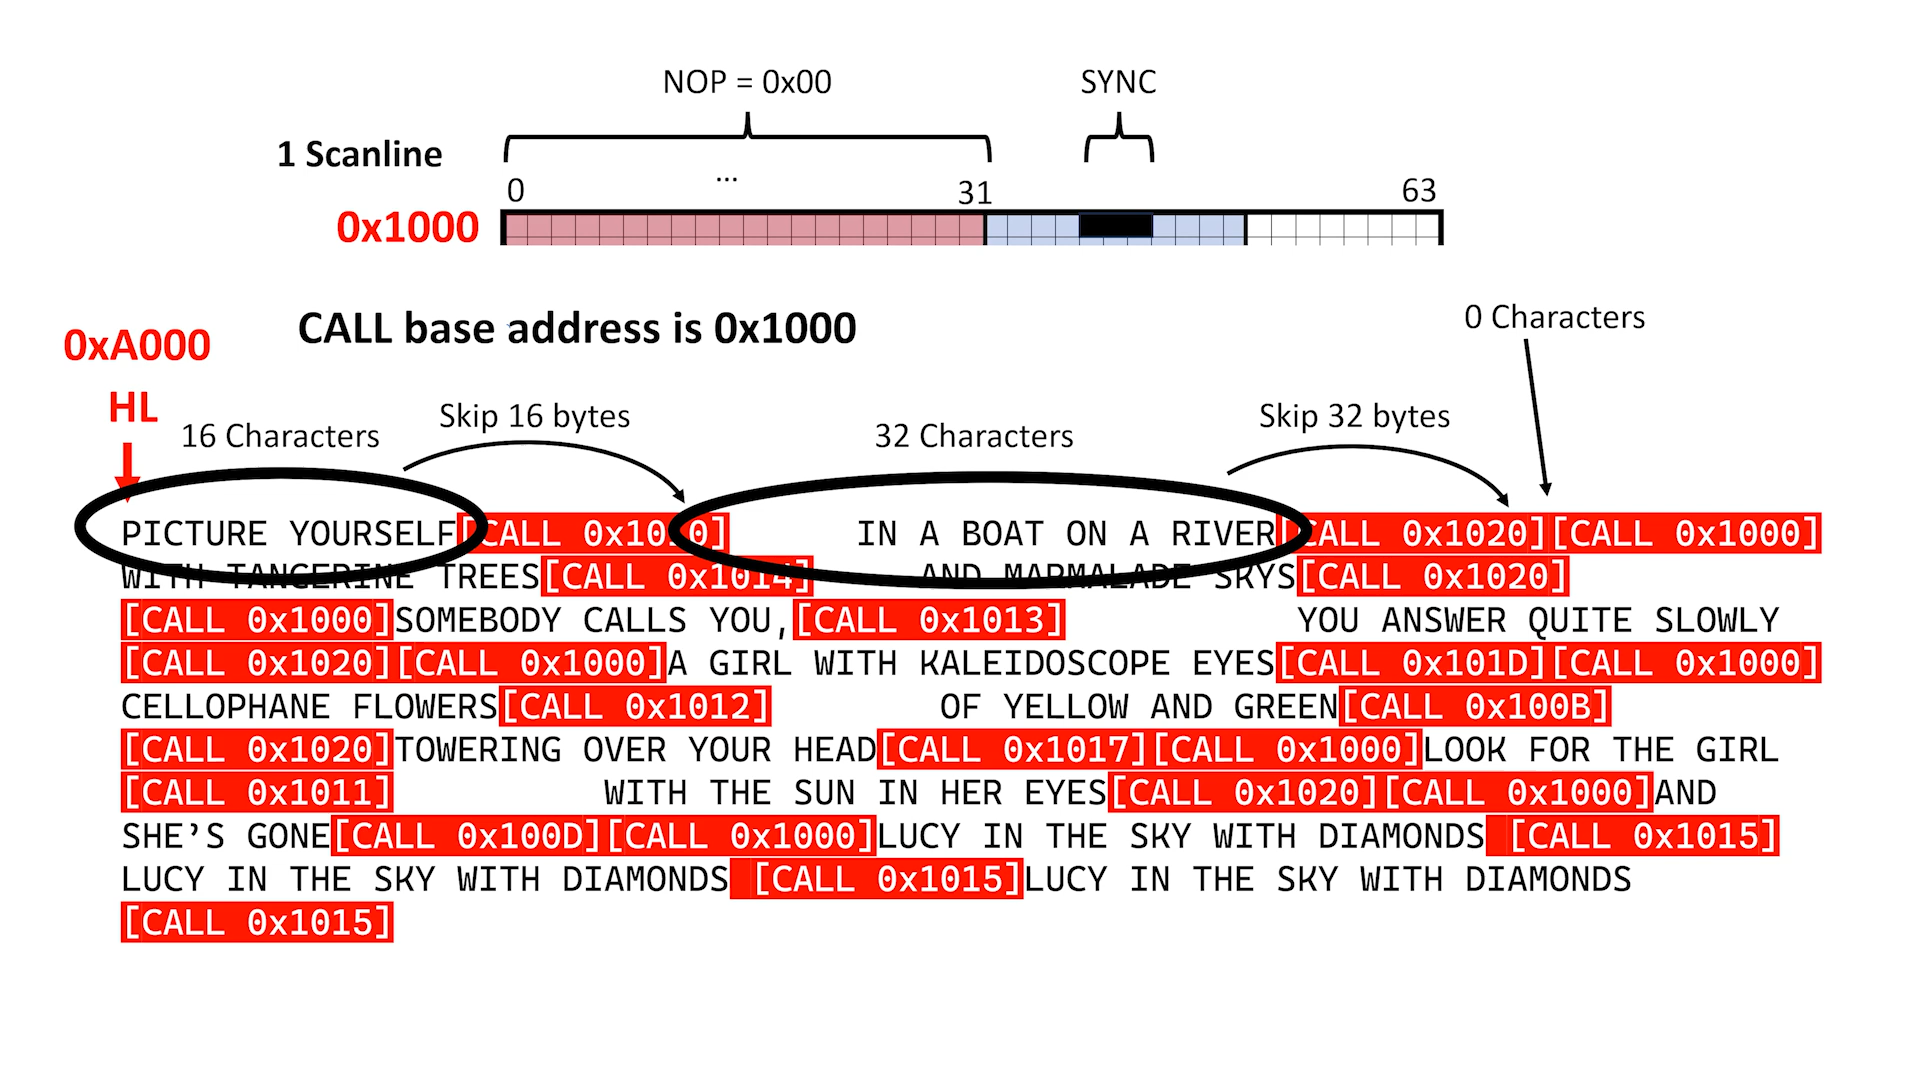 NOP = 0x00
SYNC
1 Scanline
...
0
31
63
0x1000
0 Characters
0xA000
CALL base address is 0x1000
HL
16 Characters
Skip 16 bytes
32 Characters
Skip 32 bytes
PICTURE YOURSELF[CALL 0x1010] IN A BOAT ON A RIVER[CALL 0x1020][CALL 0x1000]
WITH TANGERINE TREES[CALL 0x1014] AND MARMALADE SKYS[CALL 0x1020]
[CALL 0x1000]SOMEBODY CALLS YOU,[CALL 0x1013] YOU ANSWER QUITE SLOWLY
[CALL 0x1020][CALL 0x1000]A GIRL WITH KALEIDOSCOPE EYES[CALL 0x101D][CALL 0x1000]
CELLOPHANE FLOWERS[CALL 0x1012] OF YELLOW AND GREEN[CALL 0x100B]
[CALL 0x1020]TOWERING OVER YOUR HEAD[CALL 0x1017][CALL 0x1000]LOOK FOR THE GIRL
[CALL 0x1011] WITH THE SUN IN HER EYES[CALL 0x1020][CALL 0x1000]AND
SHE’S GONE[CALL 0x100D][CALL 0x1000]LUCY IN THE SKY WITH DIAMONDS [CALL 0x1015]
LUCY IN THE SKY WITH DIAMONDS [CALL 0x1015]LUCY IN THE SKY WITH DIAMONDS
[CALL 0x1015]